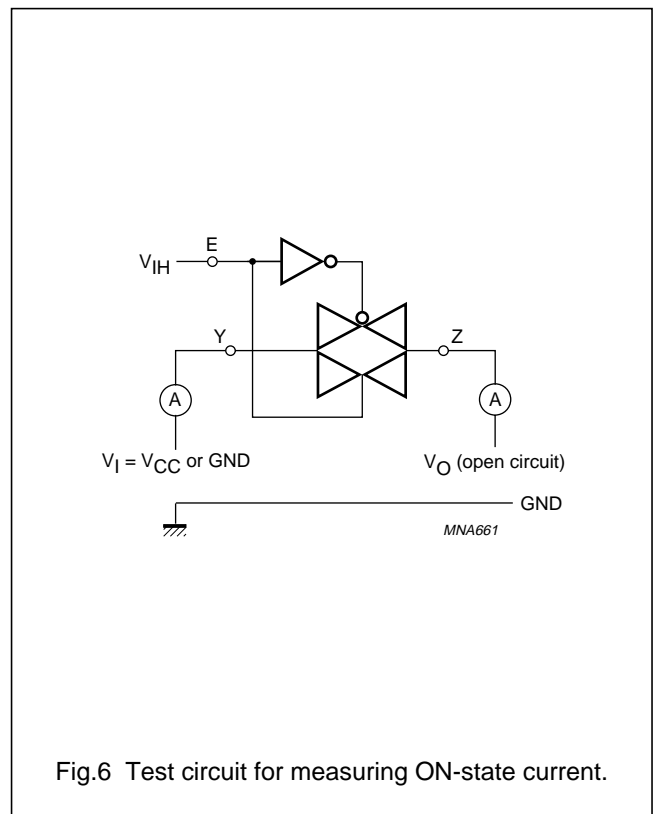 E
VIH
Y
Z
A
A
VI = VCC or GND
VO (open circuit)
GND
MNA661
Fig.6 Test circuit for measuring ON-state current.